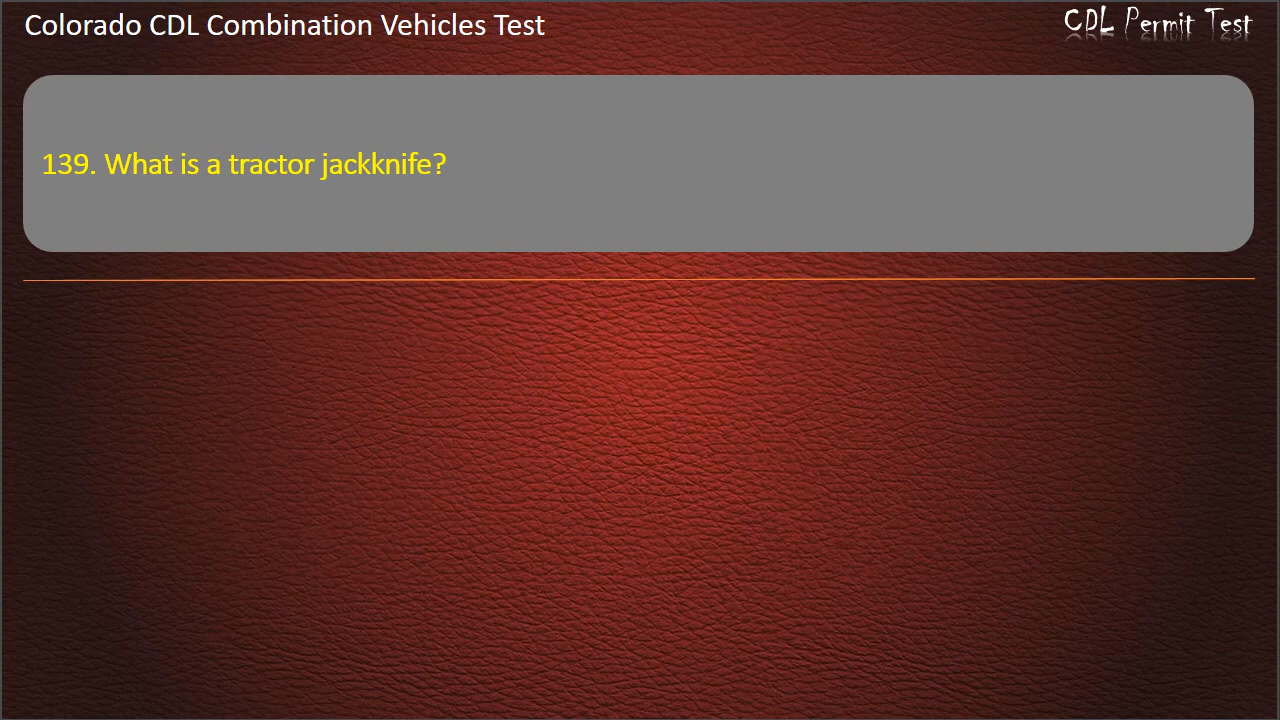 Colorado CDL Combination Vehicles Test
CDL Permit Test
139. What is a tractor jackknife?